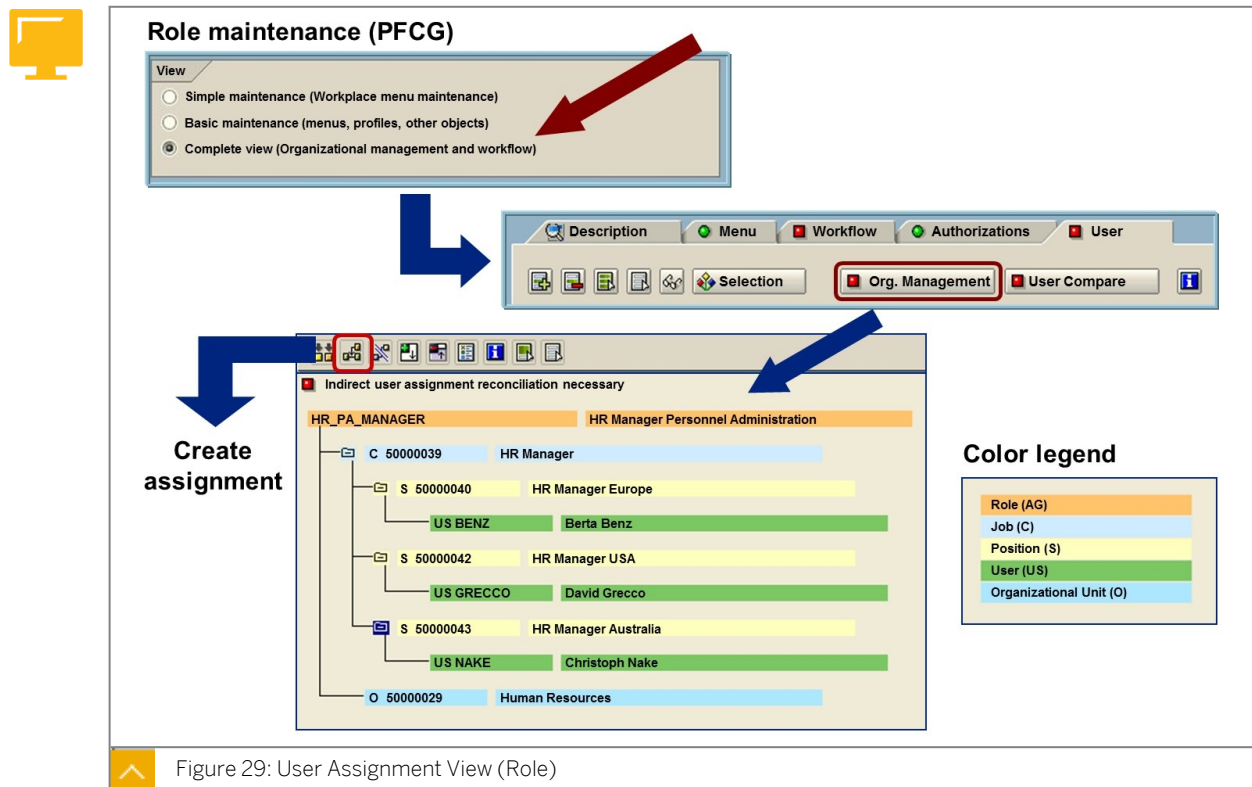 Role maintenance (PFCG)
View
Simple maintenance (Workplace menu maintenance)
Basic maintenance (menus, profiles, other objects)
Complete view (Organizational management and workflow)
Description Menu Workflow Authorizations User
Selection Org. Management User Compare
Indirect user assignment reconciliation necessary
HR_PA_MANAGER HR Manager Personnel Administration
C 50000039 HR Manager
S 50000040 HR Manager Europe
US BENZ Berta Benz
S 50000042 HR Manager USA
US GRECCO David Grecco
S 50000043 HR Manager Australia
US NAKE Christoph Nake
O 50000029 Human Resources
Create
assignment
Color legend
Role (AG)
Job (C)
Position (S)
User (US)
Organizational Unit (O)
Figure 29: User Assignment View (Role)